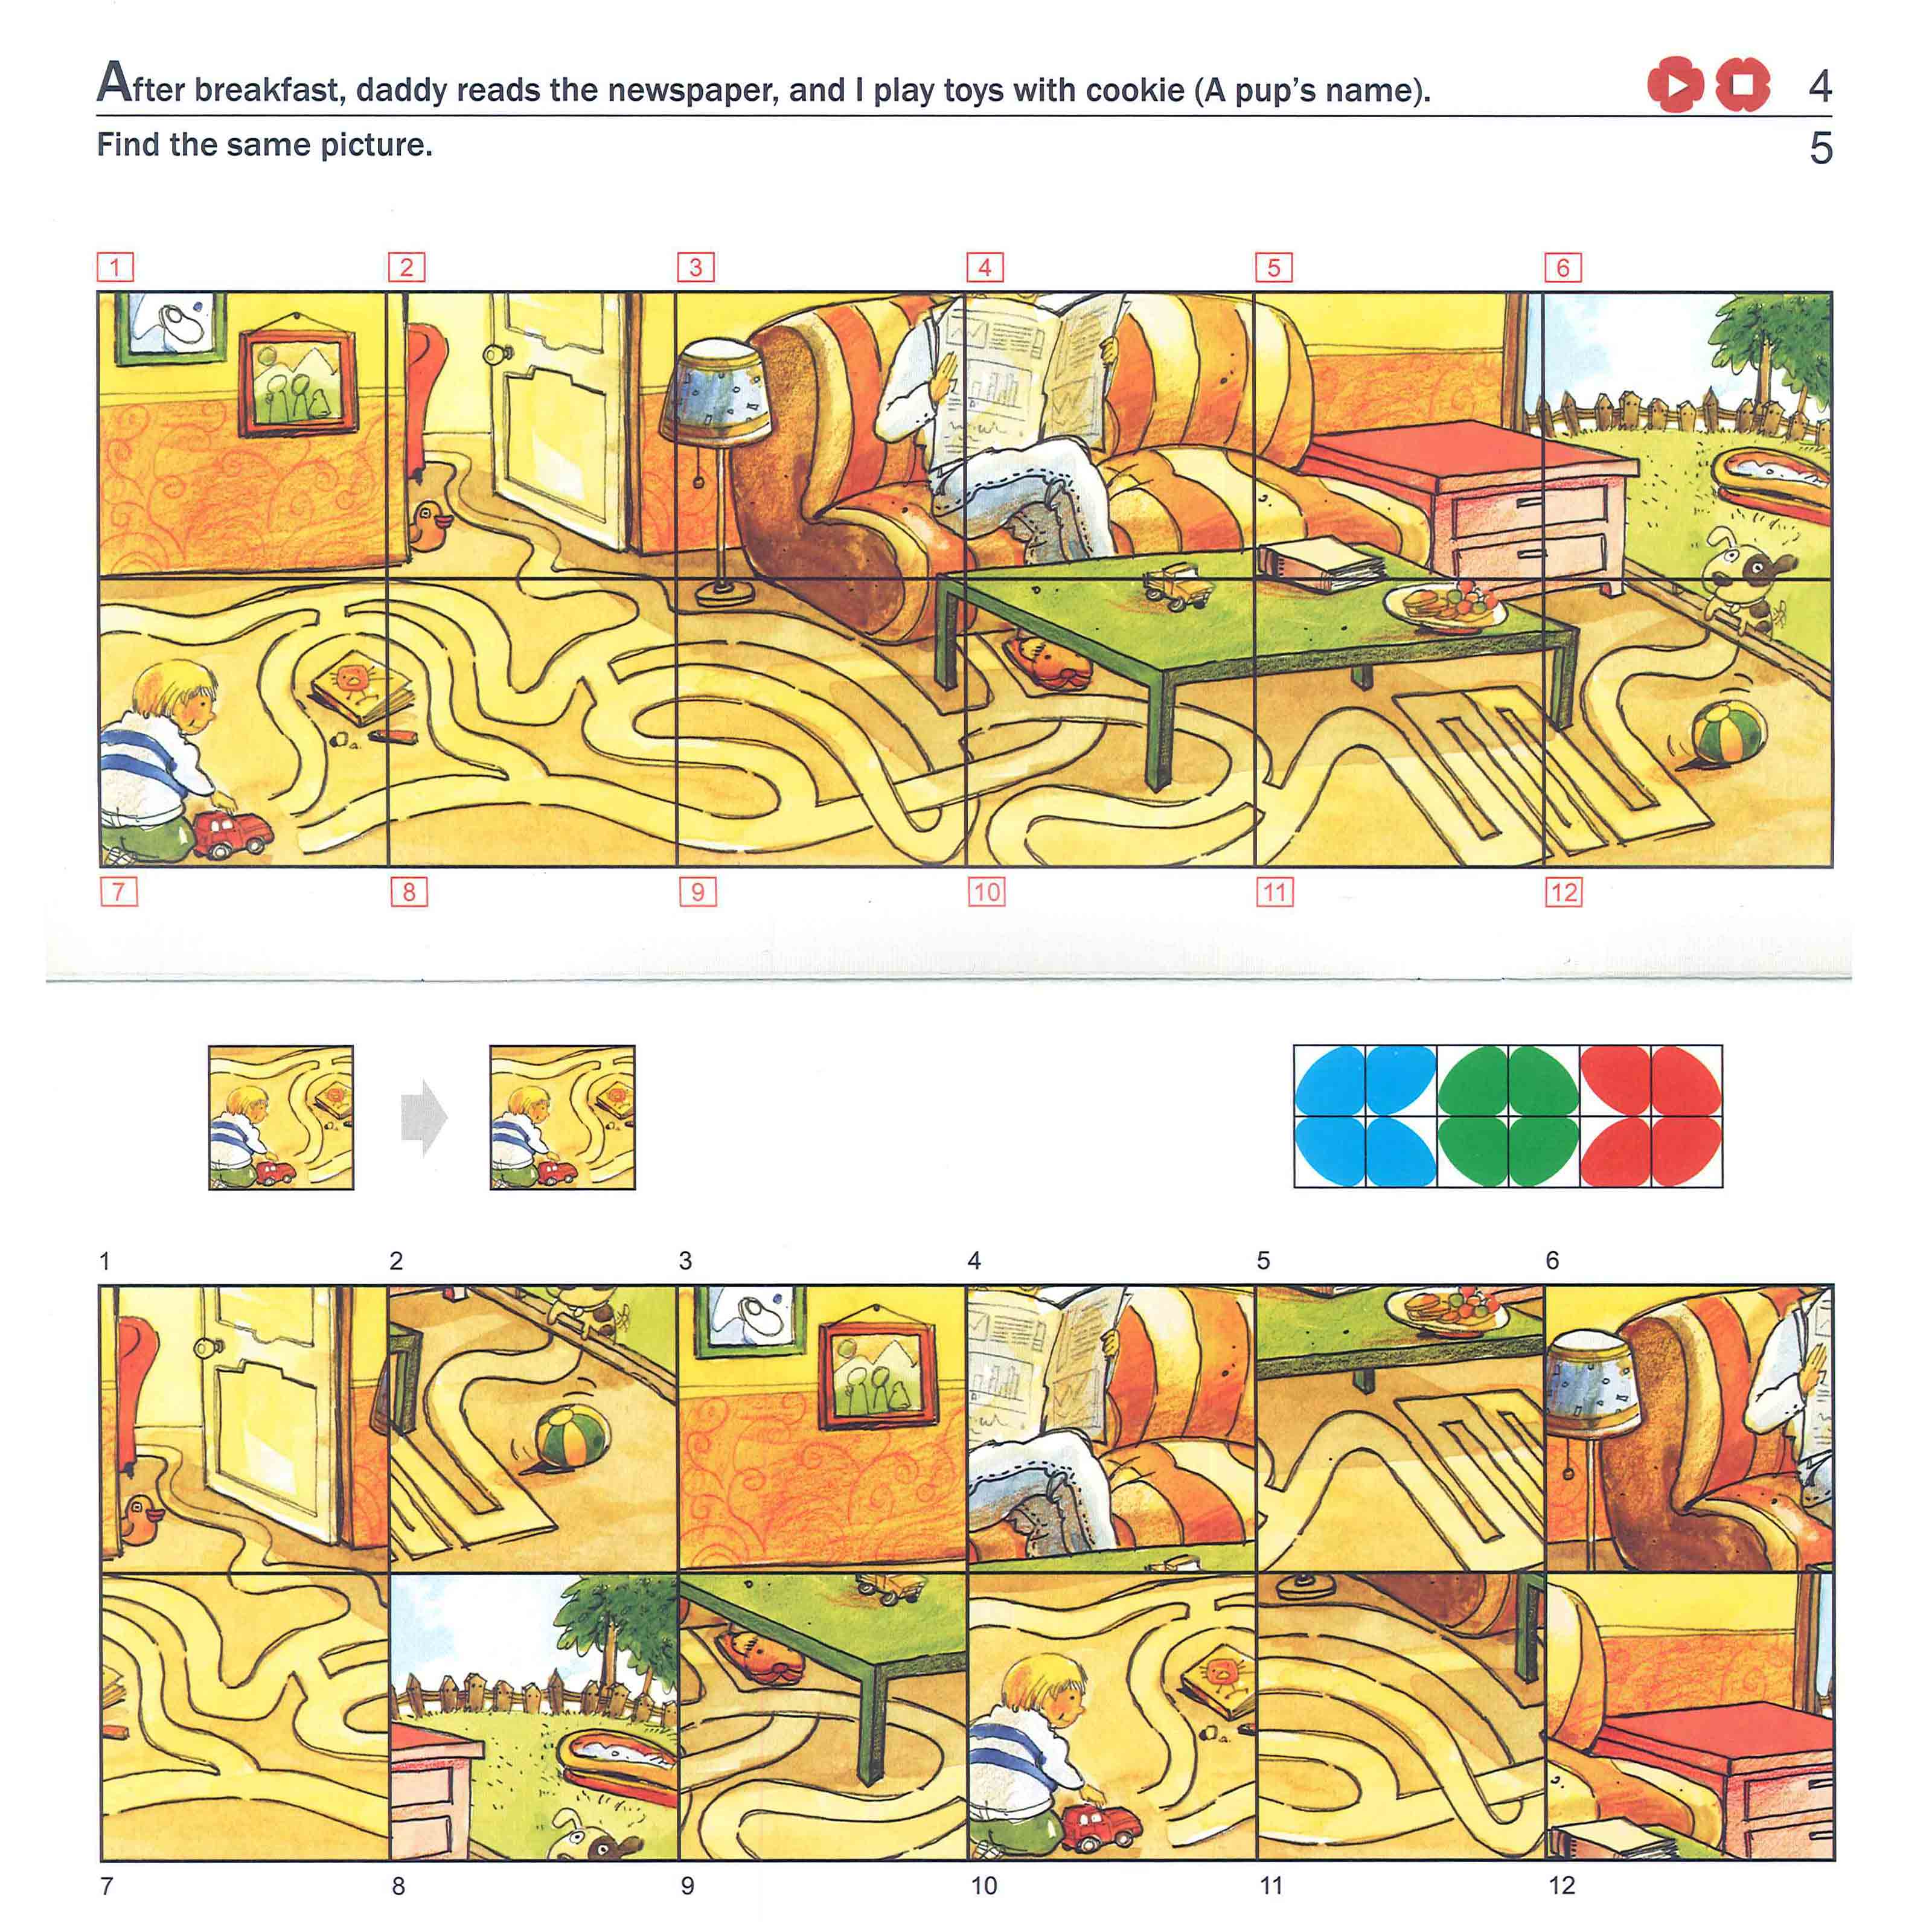 After breakfast, daddy reads the newspaper, and I play toys with cookie (A pup's name). 4
Find the same picture. 5
1 2 3 4 5 6
7 8 9 10 11 12
1 2 3 4 5 6
7 8 9 10 11 12